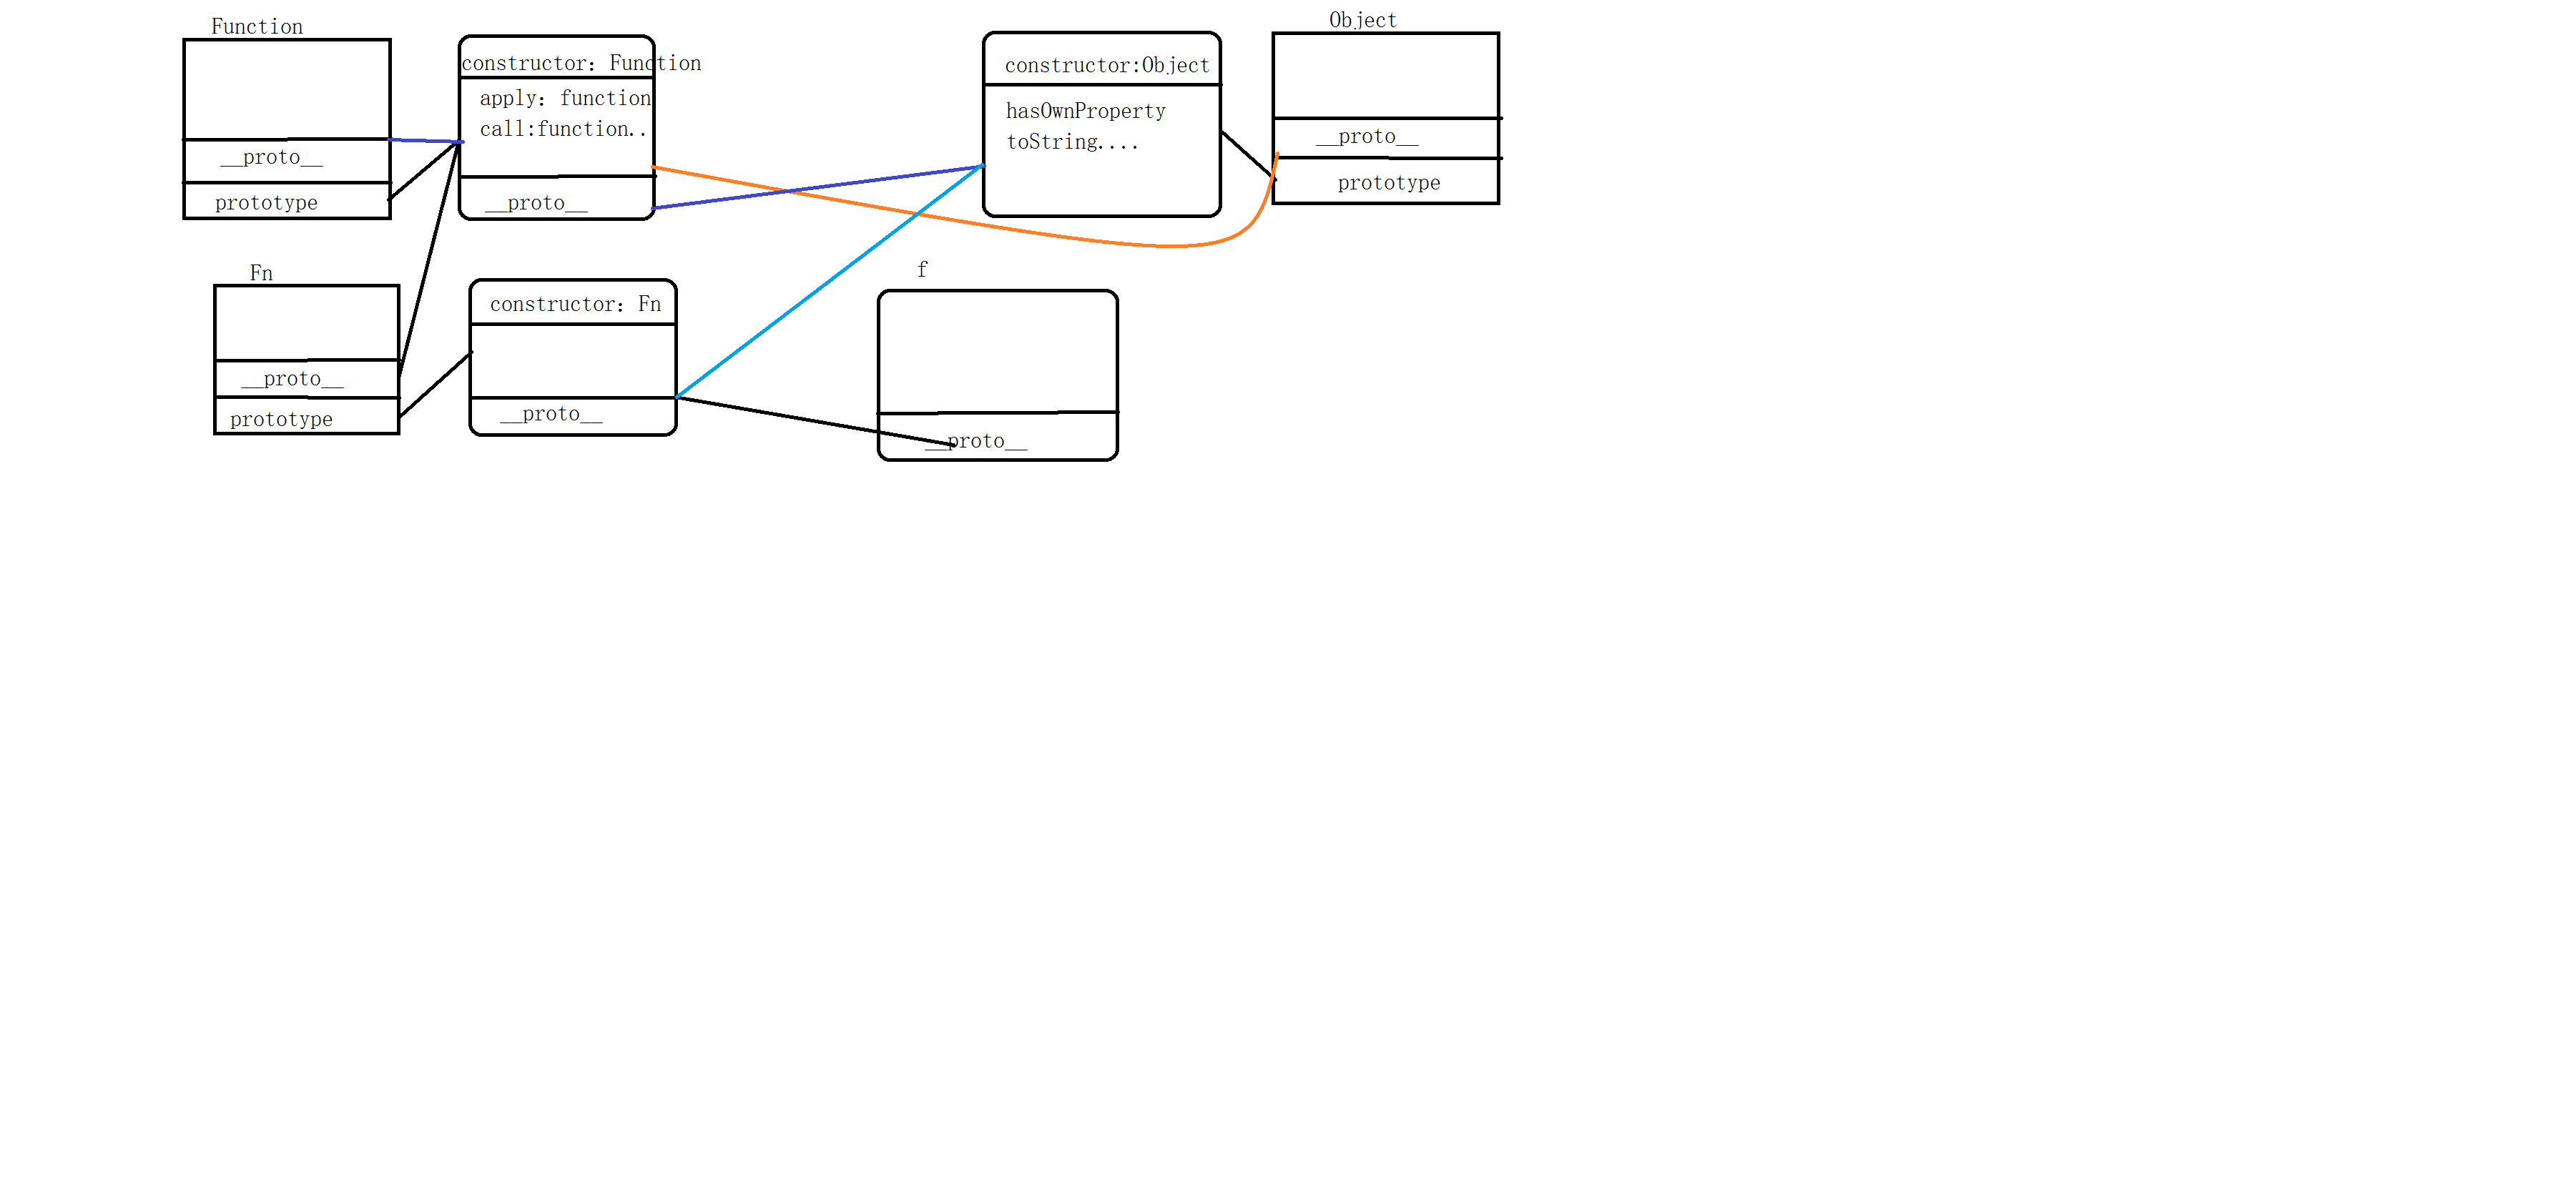 Function
__proto__
prototype
constructor：Function
apply：function
call:function..
__proto__
constructor:Object
hasOwnProperty
toString....
Object
__proto__
prototype
Fn
__proto__
prototype
constructor：Fn
__proto__
f
__proto__